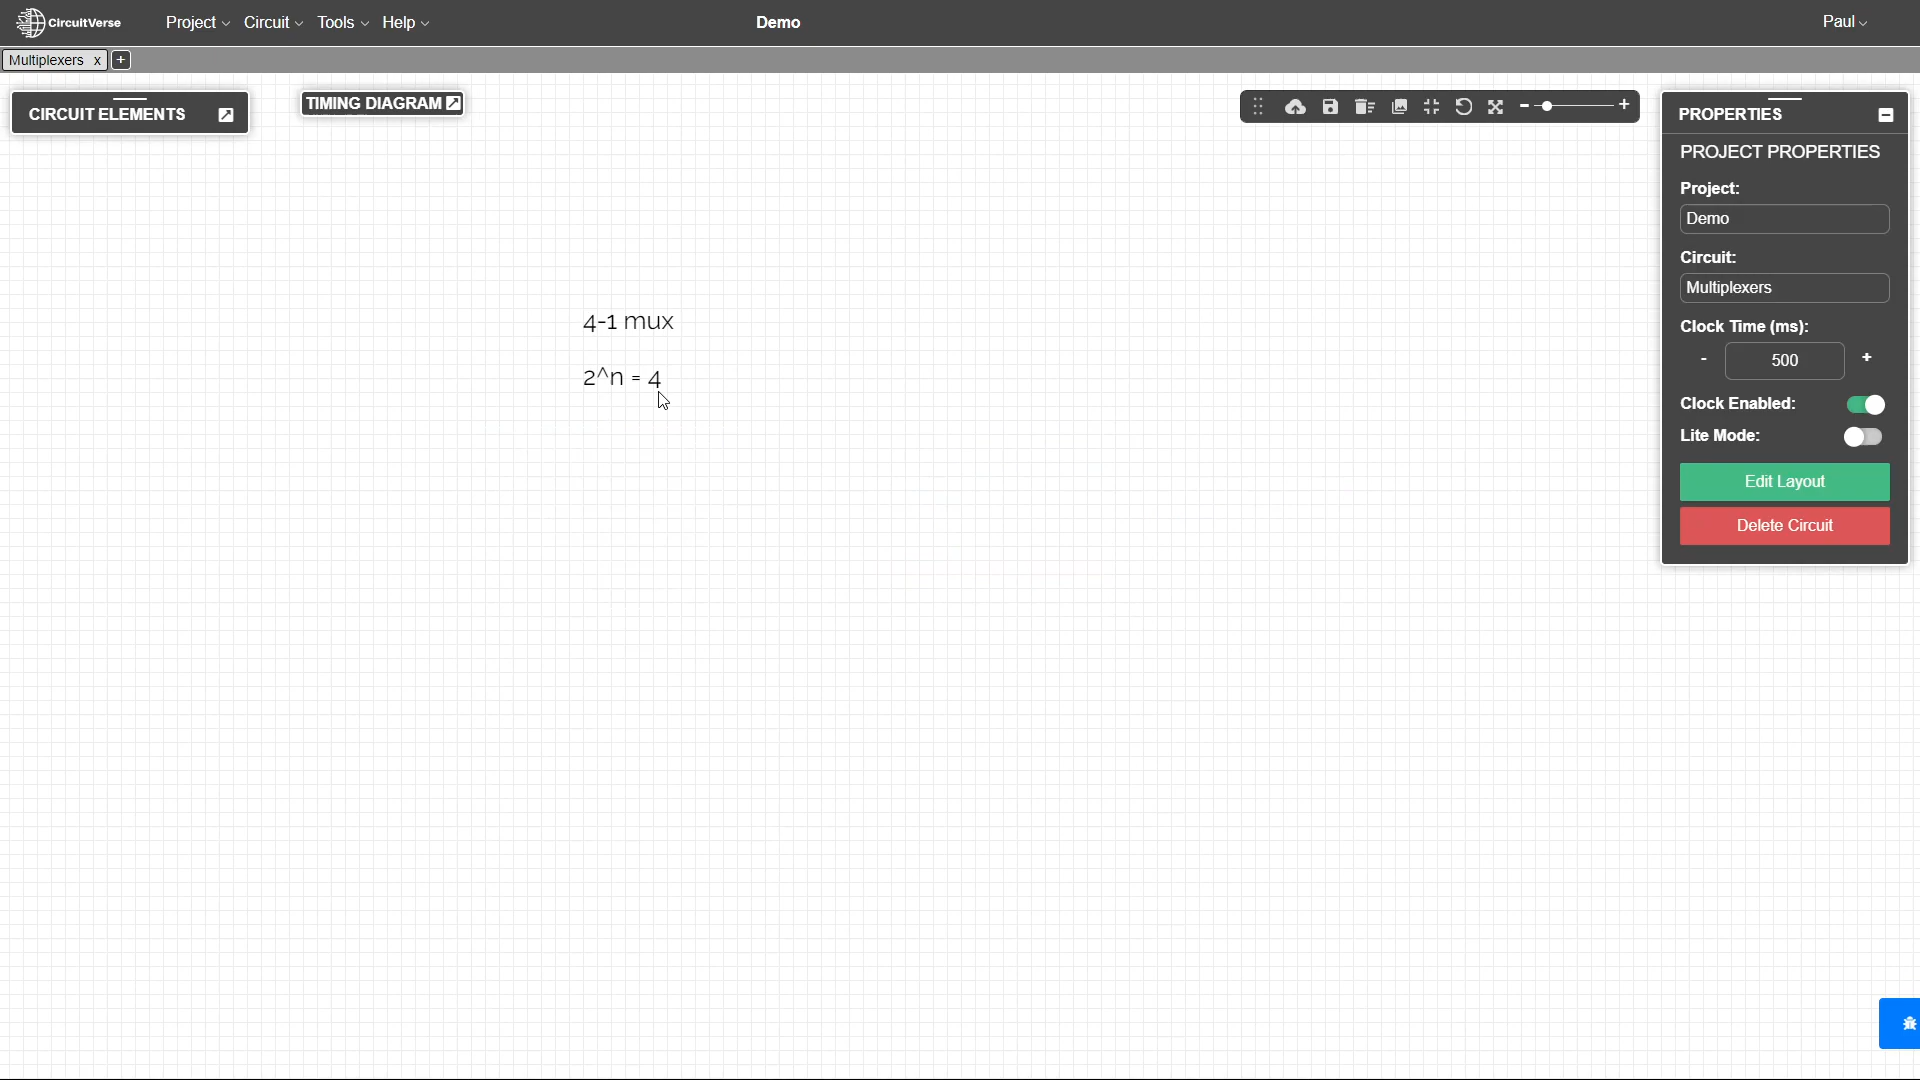 CircuitVerse
Project Circuit Tools Help
Demo
Paul
Multiplexers x +
CIRCUIT ELEMENTS
TIMING DIAGRAM
PROPERTIES
PROJECT PROPERTIES
Project:
Demo
Circuit:
Multiplexers
Clock Time (ms):
- 500 +
Clock Enabled:
Lite Mode:
Edit Layout
Delete Circuit
4-1 mux
2^n = 4